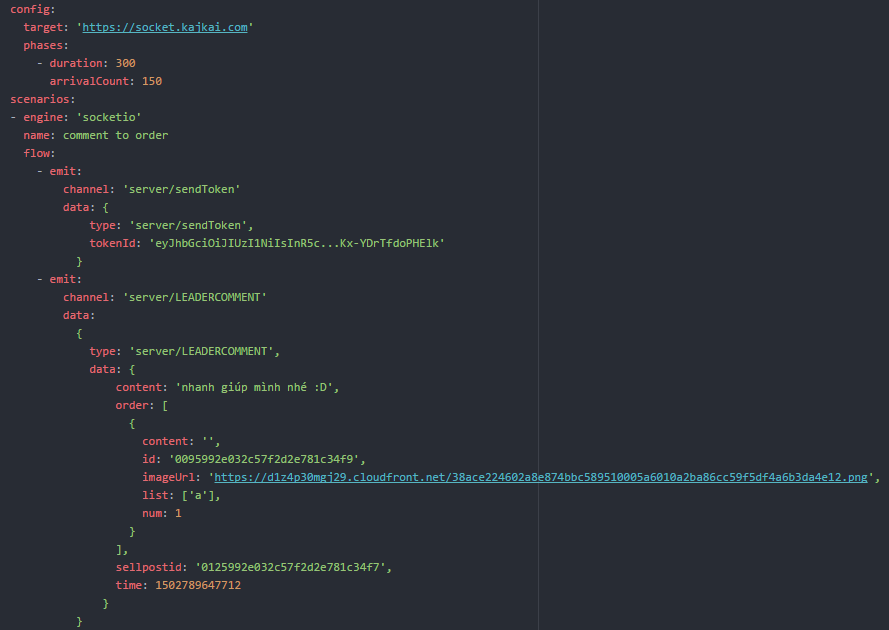 config:
  target: 'https://socket.kajkai.com'
  phases:
    - duration: 300
      arrivalCount: 150
scenarios:
- engine: 'socketio'
  name: comment to order
  flow:
    - emit:
        channel: 'server/sendToken'
        data: {
            type: 'server/sendToken',
            tokenId: 'eyJhbGciOiJIUzI1NiIsInR5c...Kx-YDrTfdoPHElk'
          }
    - emit:
        channel: 'server/LEADERCOMMENT'
        data:
          {
            type: 'server/LEADERCOMMENT',
            data: {
                content: 'nhanh giúp mình nhé :D',
                order: [
                  {
                    content: '',
                    id: '0095992e032c57f2d2e781c34f9',
                    imageUrl: 'https://d1z4p30mgj29.cloudfront.net/38ace224602a8e874bbc589510005a6010a2ba86cc59f5df4a6b3da4e12.png',
                    list: ['a'],
                    num: 1
                  }
                ],
                sellpostid: '0125992e032c57f2d2e781c34f7',
                time: 1502789647712
              }
          }